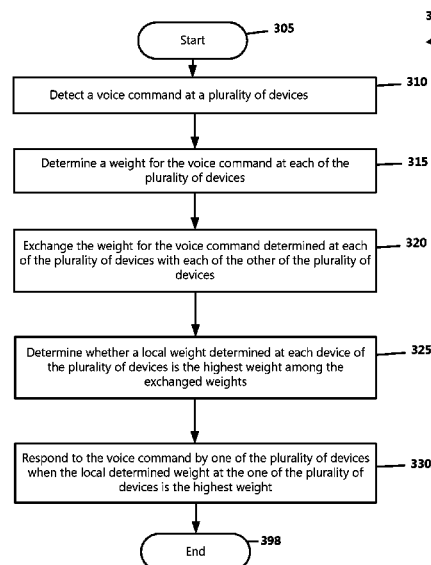 3
Start
305
Detect a voice command at a plurality of devices
310
Determine a weight for the voice command at each of the
plurality of devices
315
Exchange the weight for the voice command determined at each
of the plurality of devices with each of the other of the plurality of
devices
320
Determine whether a local weight determined at each device of
the plurality of devices is the highest weight among the
exchanged weights
325
Respond to the voice command by one of the plurality of devices
when the local determined weight at the one of the plurality of
devices is the highest weight
330
End
398